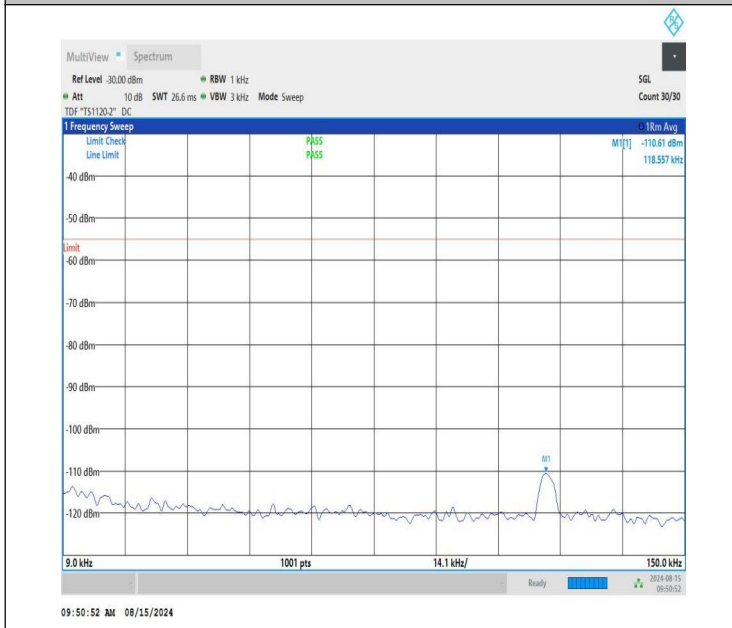 R&S
MultiView Spectrum
Ref Level -30.00 dBm RBW 1 kHz SGL
Att 10 dB SWT 26.6 ms VBW 3 kHz Mode Sweep Count 30/30
TDF "TS1120-2" DC
1 Frequency Sweep 1Rm Avg
Limit Check PASS M1[1] -110.61 dBm
Line Limit PASS 118.557 kHz
-40 dBm
-50 dBm
Limit
-60 dBm
-70 dBm
-80 dBm
-90 dBm
-100 dBm
M1
-110 dBm
-120 dBm
9.0 kHz 1001 pts 14.1 kHz/ 150.0 kHz
Ready 2024-08-15
09:50:52
09:50:52 AM 08/15/2024